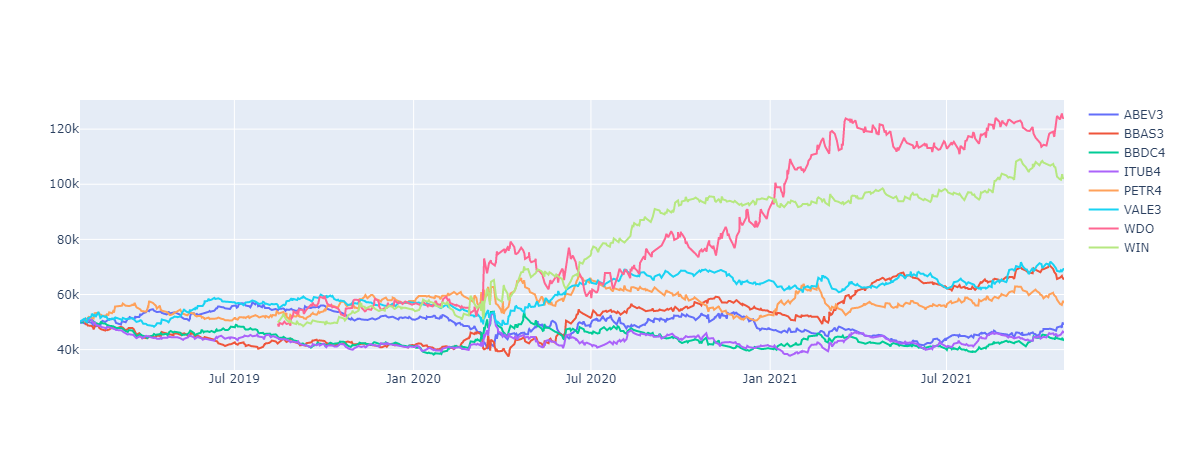 120k
100k
80k
60k
40k
Jul 2019
Jan 2020
Jul 2020
Jan 2021
Jul 2021
ABEV3
BBAS3
BBDC4
ITUB4
PETR4
VALE3
WDO
WIN